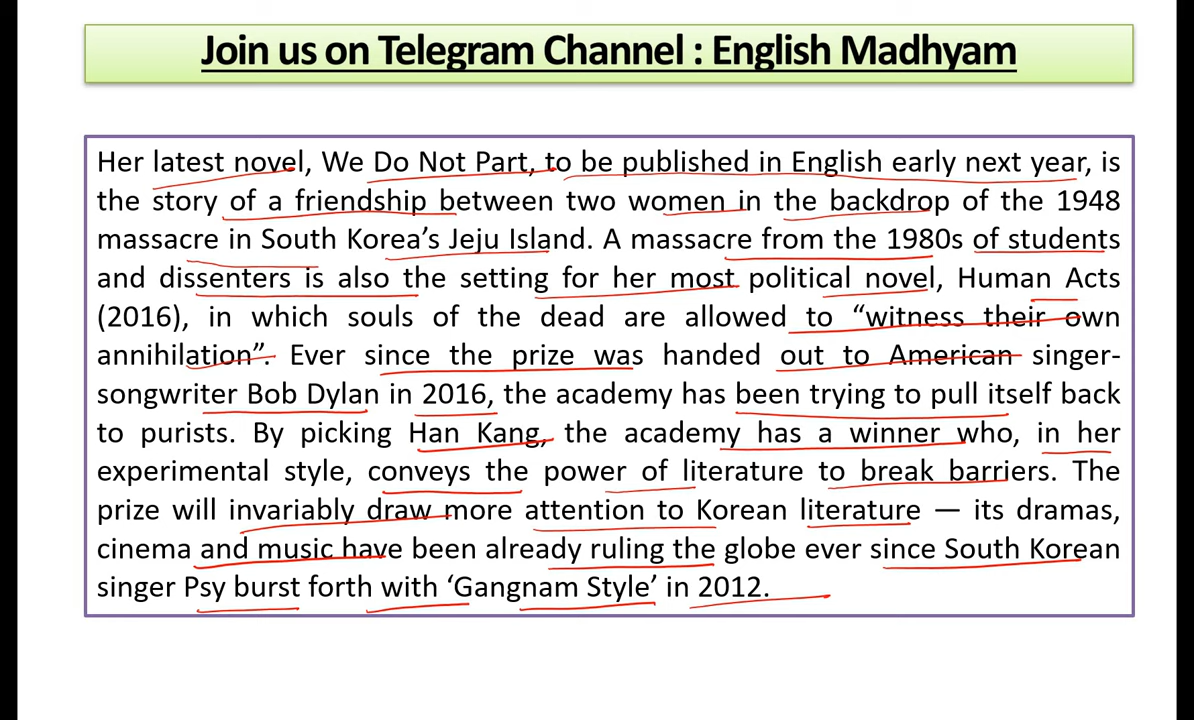 Join us on Telegram Channel : English Madhyam
Her latest novel, We Do Not Part, to be published in English early next year, is
the story of a friendship between two women in the backdrop of the 1948
massacre in South Korea’s Jeju Island. A massacre from the 1980s of students
and dissenters is also the setting for her most political novel, Human Acts
(2016), in which souls of the dead are allowed to “witness their own
annihilation”. Ever since the prize was handed out to American singer-
songwriter Bob Dylan in 2016, the academy has been trying to pull itself back
to purists. By picking Han Kang, the academy has a winner who, in her
experimental style, conveys the power of literature to break barriers. The
prize will invariably draw more attention to Korean literature — its dramas,
cinema and music have been already ruling the globe ever since South Korean
singer Psy burst forth with ‘Gangnam Style’ in 2012.